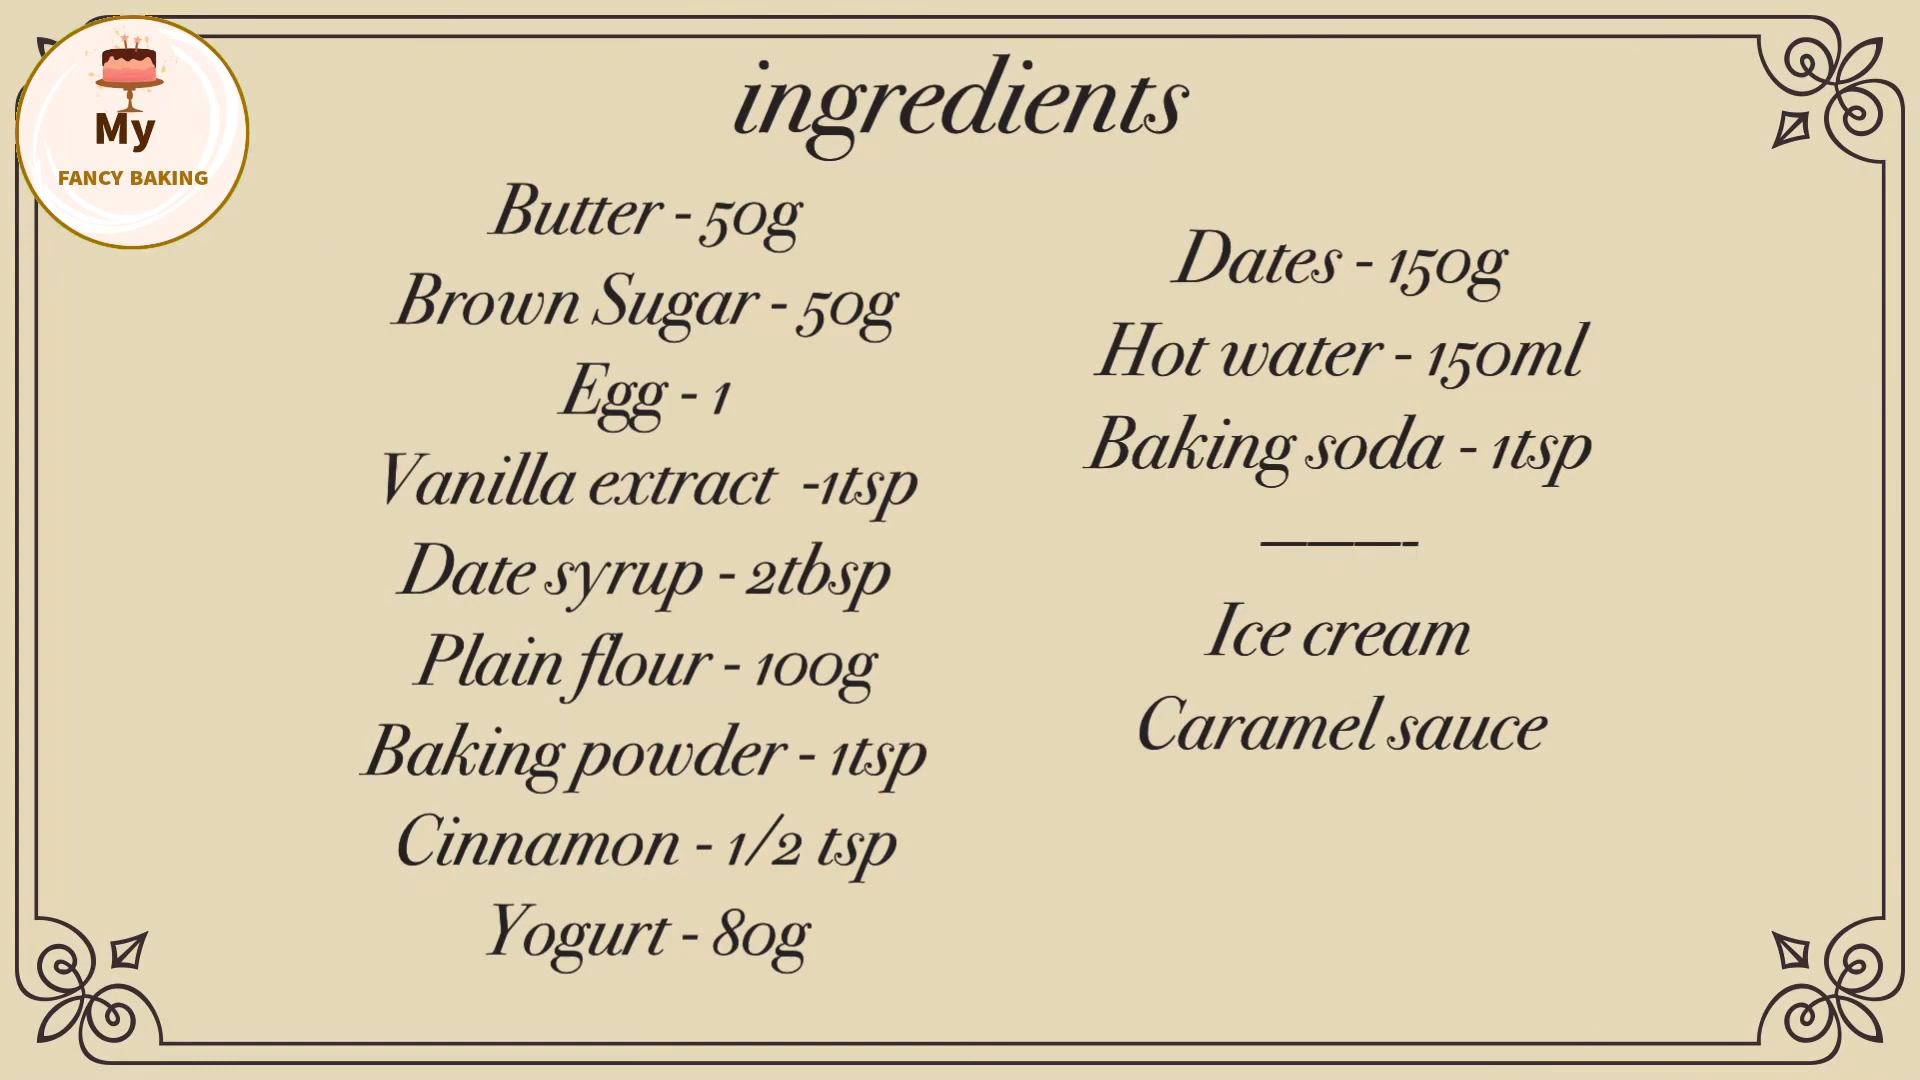 My
FANCY BAKING
ingredients
Butter - 50g
Brown Sugar - 50g
Egg - 1
Vanilla extract  -1tsp
Date syrup - 2tbsp
Plain flour - 100g
Baking powder - 1tsp
Cinnamon - 1/2 tsp
Yogurt - 80g
Dates - 150g
Hot water - 150ml
Baking soda - 1tsp
———-
Ice cream
Caramel sauce